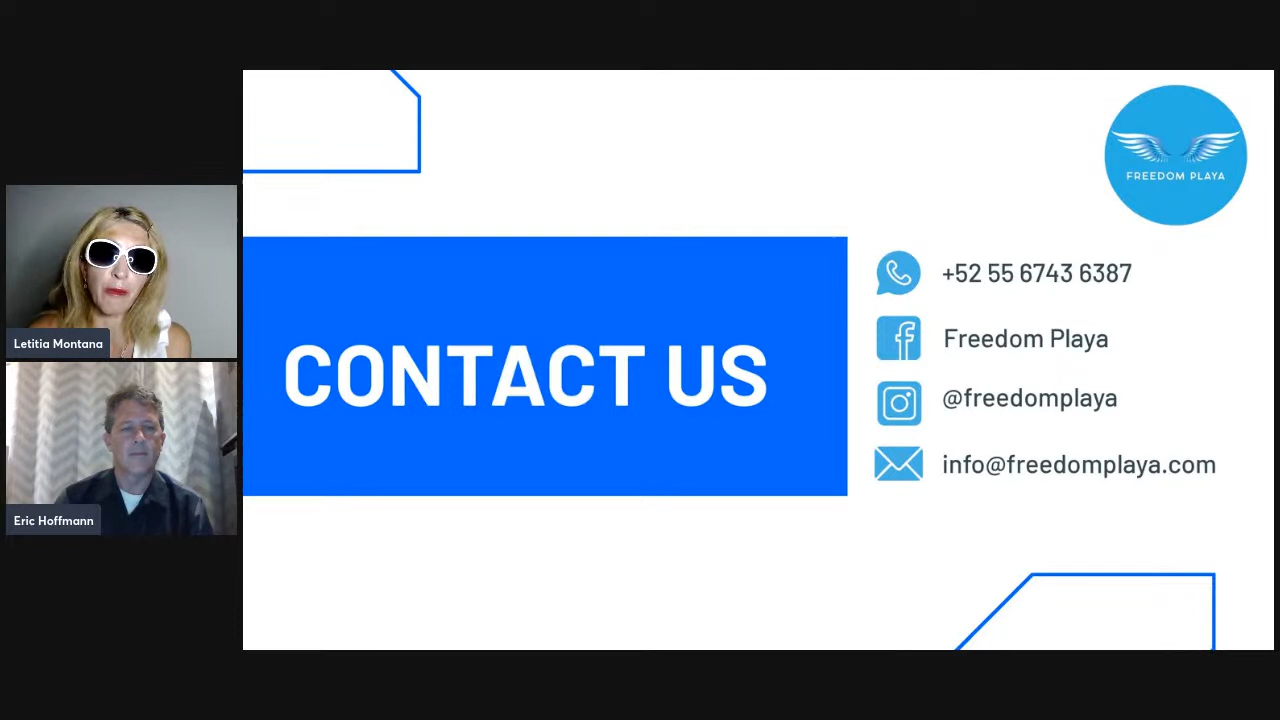 FREEDOM PLAYA
+52 55 6743 6387
Letitia Montana
Freedom Playa
CONTACT US
@freedomplaya
info@freedomplaya.com
Eric Hoffmann